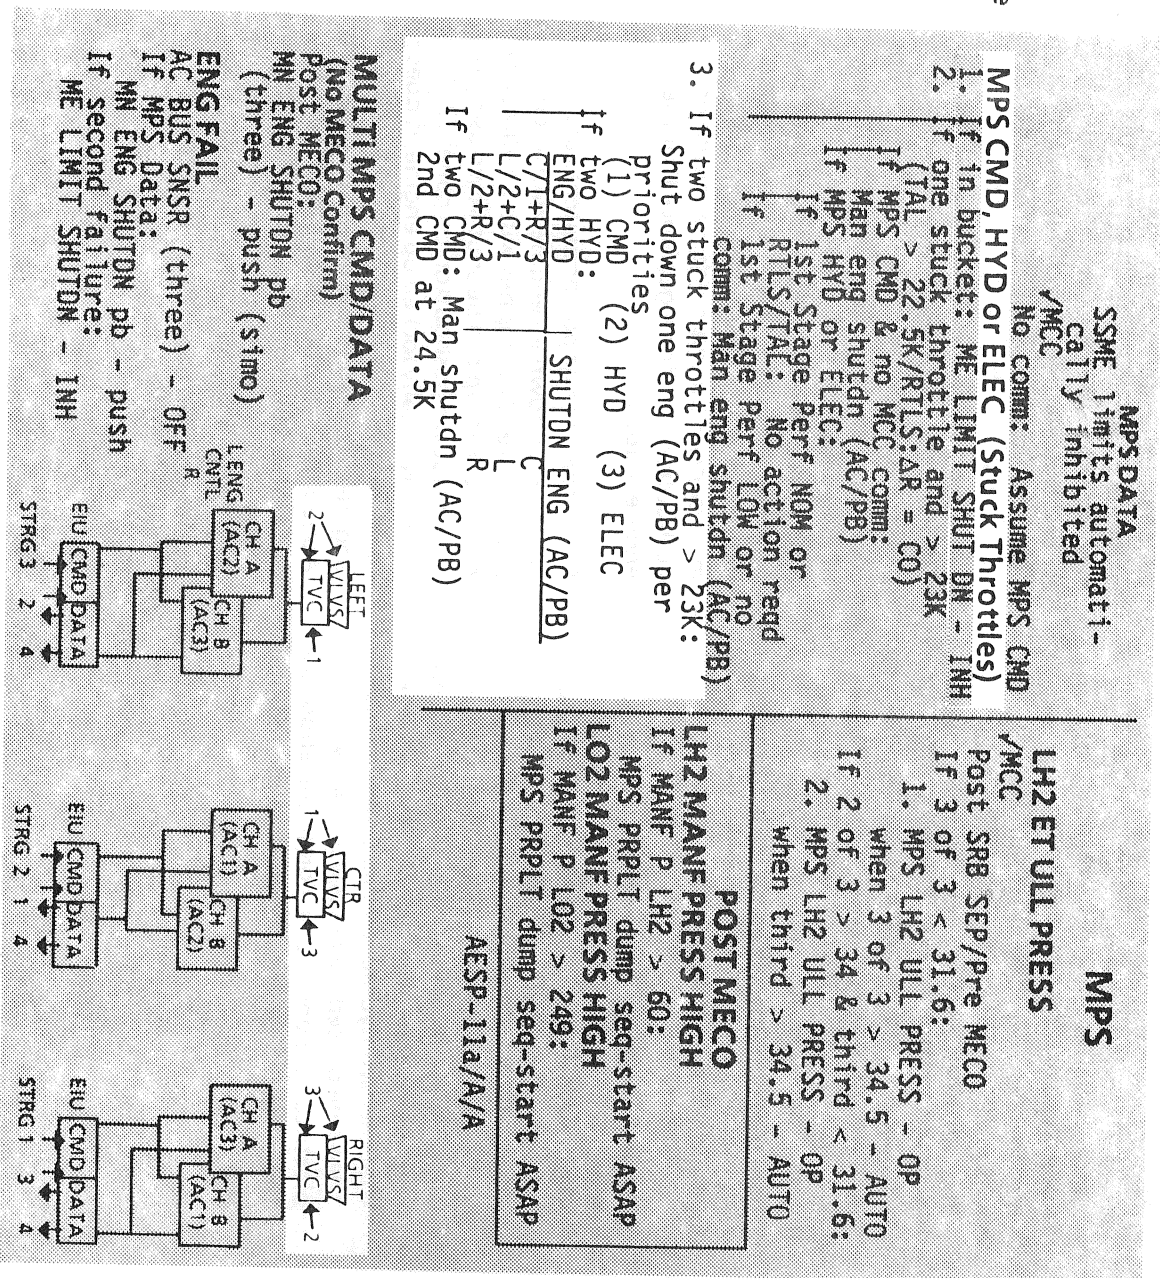 MPS DATA
SSME limits automati-
cally inhibited
√MCC
No comm: Assume MPS CMD
MPS CMD, HYD or ELEC (Stuck Throttles)
1. If in bucket: ME LIMIT SHUT DN - INH
2. If one stuck throttle and > 23K
(TAL > 22.5K/RTLS:ΔR = CO)
If MPS CMD & no MCC comm:
Man eng shutdn (AC/PB)
If MPS HYD or ELEC:
If 1st Stage Perf NOM or
RTLS/TAL: No action reqd
If 1st Stage Perf LOW or no
comm: Man eng shutdn (AC/PB)
3. If two stuck throttles and > 23K:
Shut down one eng (AC/PB) per
priorities
(1) CMD (2) HYD (3) ELEC
If two HYD:
ENG/HYD SHUTDN ENG (AC/PB)
C/1+R/3 C
L/2+C/1 L
L/2+R/3 R
If two CMD: Man shutdn (AC/PB)
2nd CMD at 24.5K
MULTI MPS CMD/DATA
(No MECO Confirm)
Post MECO:
MN ENG SHUTDN pb
(three) - push (simo)
ENG FAIL
AC BUS SNSR (three) - OFF
If MPS Data:
MN ENG SHUTDN pb - push
If second failure:
ME LIMIT SHUTDN - INH
MPS
LH2 ET ULL PRESS
√MCC
Post SRB SEP/Pre MECO
If 3 of 3 < 31.6:
1. MPS LH2 ULL PRESS - OP
when 3 of 3 > 34.5 - AUTO
If 2 of 3 > 34 & third < 31.6:
2. MPS LH2 ULL PRESS - OP
when third > 34.5 - AUTO
POST MECO
LH2 MANF PRESS HIGH
If MANF P LH2 > 60:
MPS PRPLT dump seq-start ASAP
LO2 MANF PRESS HIGH
If MANF P LO2 > 249:
MPS PRPLT dump seq-start ASAP
AESP-11a/A/A
LEFT
2 VLVS
TVC 1
L ENG
CNTL
R
CH A
(AC2)
CH B
(AC3)
EIU CMD DATA
STRG 3 2 4
CTR
1 VLVS
TVC 3
CH A
(AC1)
CH B
(AC2)
EIU CMD DATA
STRG 2 1 4
RIGHT
3 VLVS
TVC 2
CH A
(AC3)
CH B
(AC1)
EIU CMD DATA
STRG 1 3 4